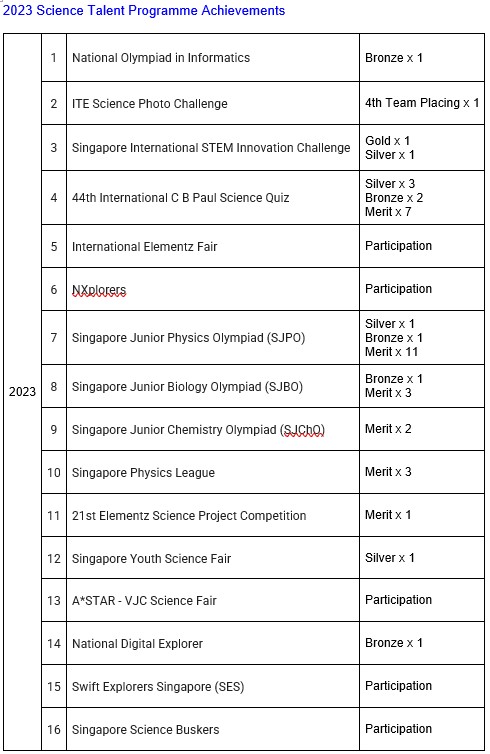 2023 Science Talent Programme Achievements
1 National Olympiad in Informatics Bronze x 1
2 ITE Science Photo Challenge 4th Team Placing x 1
3 Singapore International STEM Innovation Challenge Gold x 1
Silver x 1
4 44th International C B Paul Science Quiz Silver x 3
Bronze x 2
Merit x 7
5 International Elementz Fair Participation
6 NXplorers Participation
7 Singapore Junior Physics Olympiad (SJPO) Silver x 1
Bronze x 1
Merit x 11
2023
8 Singapore Junior Biology Olympiad (SJBO) Bronze x 1
Merit x 3
9 Singapore Junior Chemistry Olympiad (SJChO) Merit x 2
10 Singapore Physics League Merit x 3
11 21st Elementz Science Project Competition Merit x 1
12 Singapore Youth Science Fair Silver x 1
13 A*STAR - VJC Science Fair Participation
14 National Digital Explorer Bronze x 1
15 Swift Explorers Singapore (SES) Participation
16 Singapore Science Buskers Participation